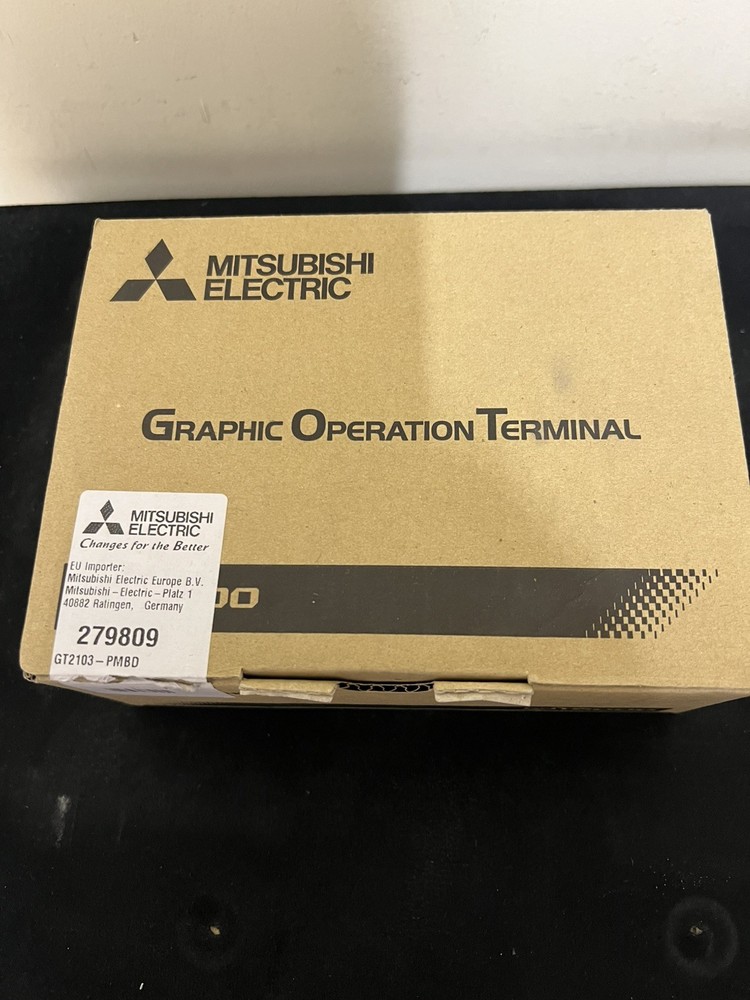 MITSUBISHI
ELECTRIC
GRAPHIC OPERATION TERMINAL
MITSUBISHI
ELECTRIC
Changes for the Better
EU Importer:
Mitsubishi Electric Europe B.V.
Mitsubishi-Electric-Platz 1
40882 Ratingen, Germany
279809
GT2103-PMBD
00